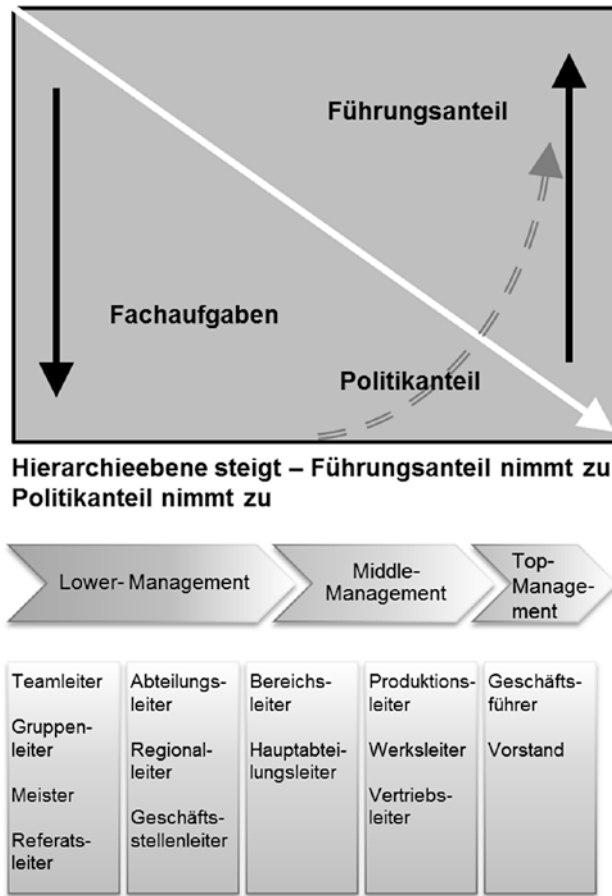 Führungsanteil
Fachaufgaben
Politikanteil
Hierarchieebene steigt – Führungsanteil nimmt zu
Politikanteil nimmt zu
Lower- Management
Middle-
Management
Top-
Manage-
ment
Teamleiter
Gruppen-
leiter
Meister
Referats-
leiter
Abteilungs-
leiter
Regional-
leiter
Geschäfts-
stellenleiter
Bereichs-
leiter
Hauptabtei-
lungsleiter
Produktions-
leiter
Werksleiter
Vertriebs-
leiter
Geschäfts-
führer
Vorstand